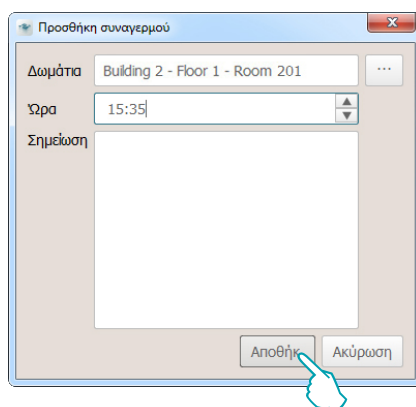 Προσθήκη συναγερμού
Δωμάτια Building 2 - Floor 1 - Room 201 ...
Ώρα 15:35
Σημείωση
Αποθήκ Ακύρωση